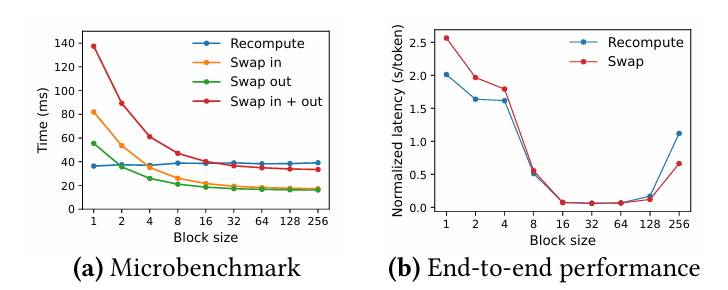 140
120
100
80
60
40
20
0
Time (ms)
Recompute
Swap in
Swap out
Swap in + out
1 2 4 8 16 32 64 128 256
Block size
(a) Microbenchmark
2.5
2.0
1.5
1.0
0.5
0.0
Normalized latency (s/token)
Recompute
Swap
1 2 4 8 16 32 64 128 256
Block size
(b) End-to-end performance